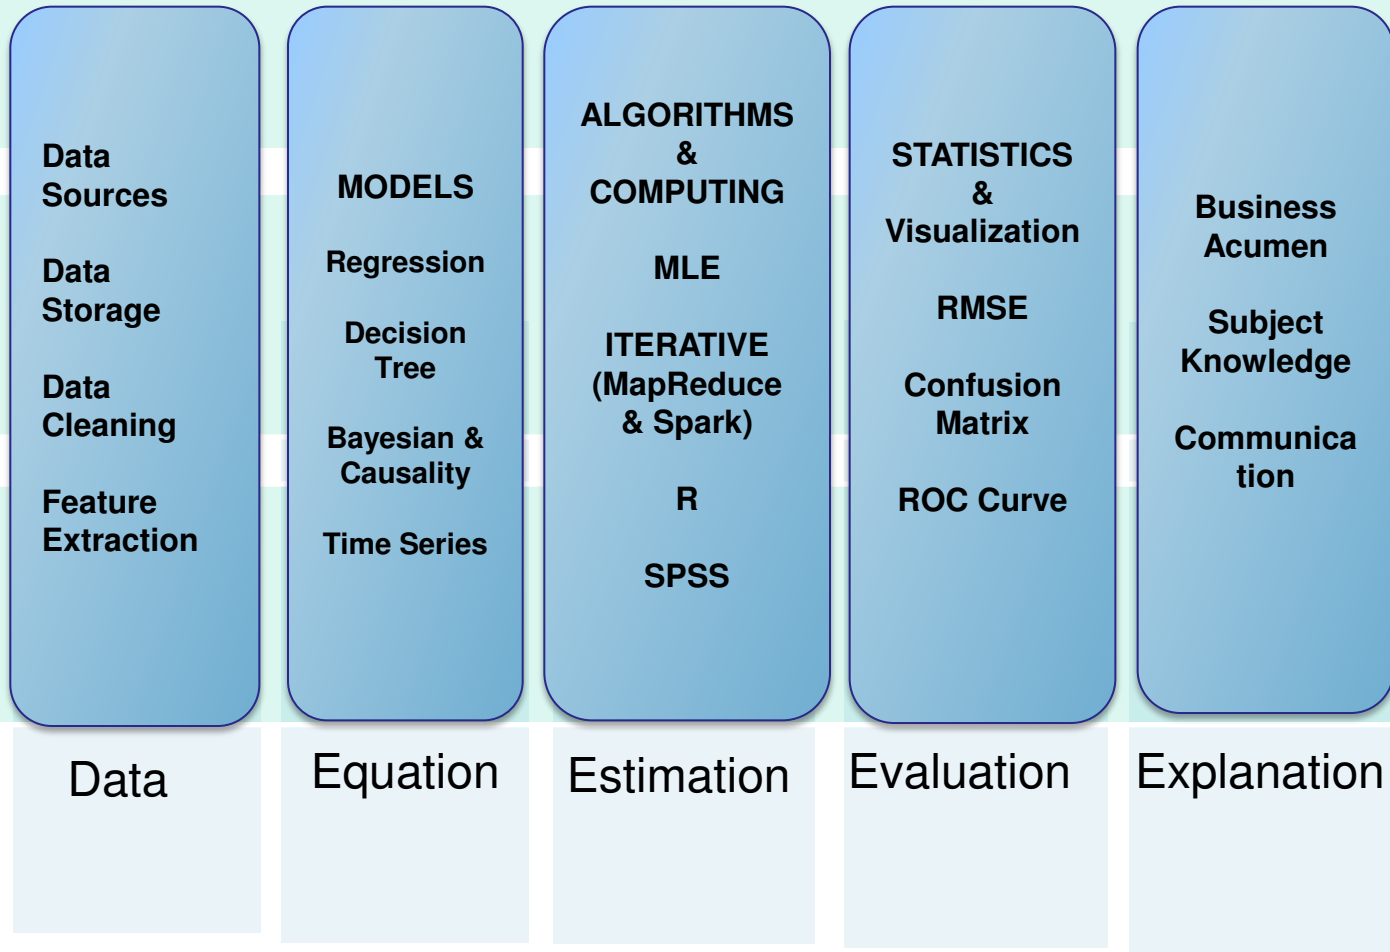 Data
Sources
Data
Storage
Data
Cleaning
Feature
Extraction
MODELS
Regression
Decision
Tree
Bayesian &
Causality
Time Series
ALGORITHMS
&
COMPUTING
MLE
ITERATIVE
(MapReduce
& Spark)
R
SPSS
STATISTICS
&
Visualization
RMSE
Confusion
Matrix
ROC Curve
Business
Acumen
Subject
Knowledge
Communica
tion
Data
Equation
Estimation
Evaluation
Explanation